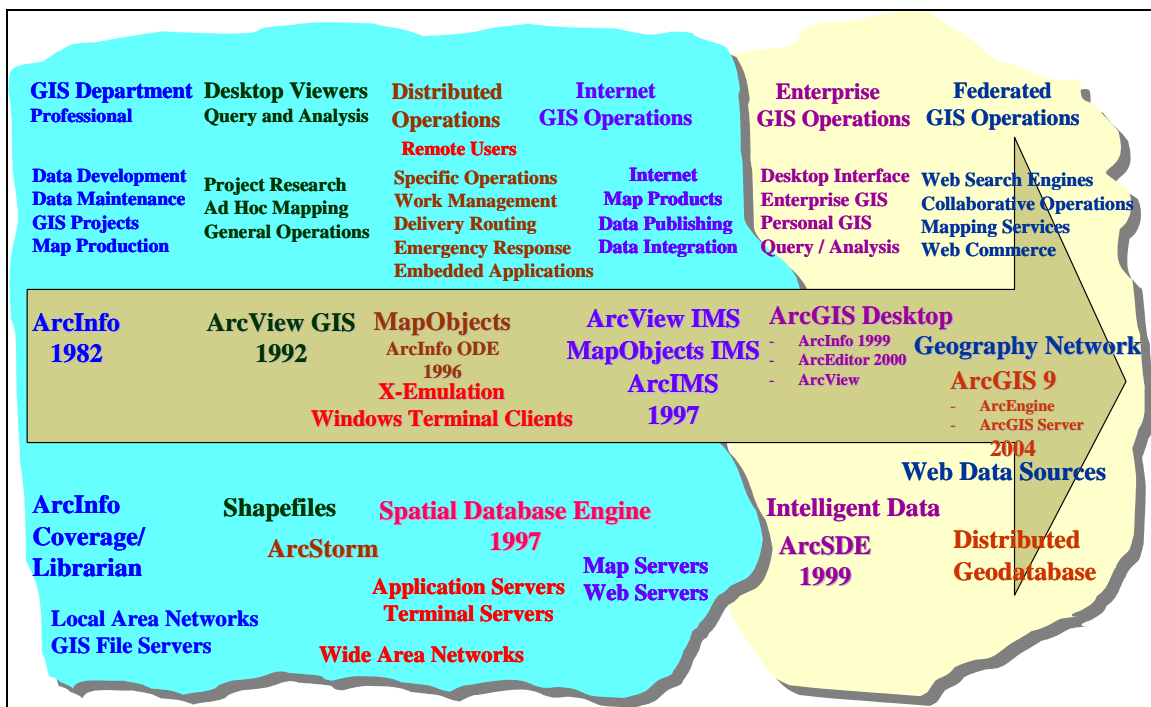 GIS Department
Professional
Desktop Viewers
Query and Analysis
Distributed
Operations
Remote Users
Internet
GIS Operations
Enterprise
GIS Operations
Federated
GIS Operations
Data Development
Data Maintenance
GIS Projects
Map Production
Project Research
Ad Hoc Mapping
General Operations
Specific Operations
Work Management
Delivery Routing
Emergency Response
Embedded Applications
Internet
Map Products
Data Publishing
Data Integration
Desktop Interface
Enterprise GIS
Personal GIS
Query / Analysis
Web Search Engines
Collaborative Operations
Mapping Services
Web Commerce
ArcInfo
1982
ArcView GIS
1992
MapObjects
ArcInfo ODE
1996
X-Emulation
Windows Terminal Clients
ArcView IMS
MapObjects IMS
ArcIMS
1997
ArcGIS Desktop
- ArcInfo 1999
- ArcEditor 2000
- ArcView
Geography Network
ArcGIS 9
- ArcEngine
- ArcGIS Server
2004
Web Data Sources
ArcInfo
Coverage/
Librarian
Shapefiles
ArcStorm
Spatial Database Engine
1997
Map Servers
Web Servers
Application Servers
Terminal Servers
Intelligent Data
ArcSDE
1999
Distributed
Geodatabase
Local Area Networks
GIS File Servers
Wide Area Networks